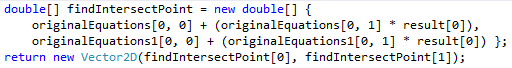 double[] findIntersectPoint = new double[] {
originalEquations[0, 0] + (originalEquations[0, 1] * result[0]),
originalEquations1[0, 0] + (originalEquations1[0, 1] * result[0]) };
return new Vector2D(findIntersectPoint[0], findIntersectPoint[1]);